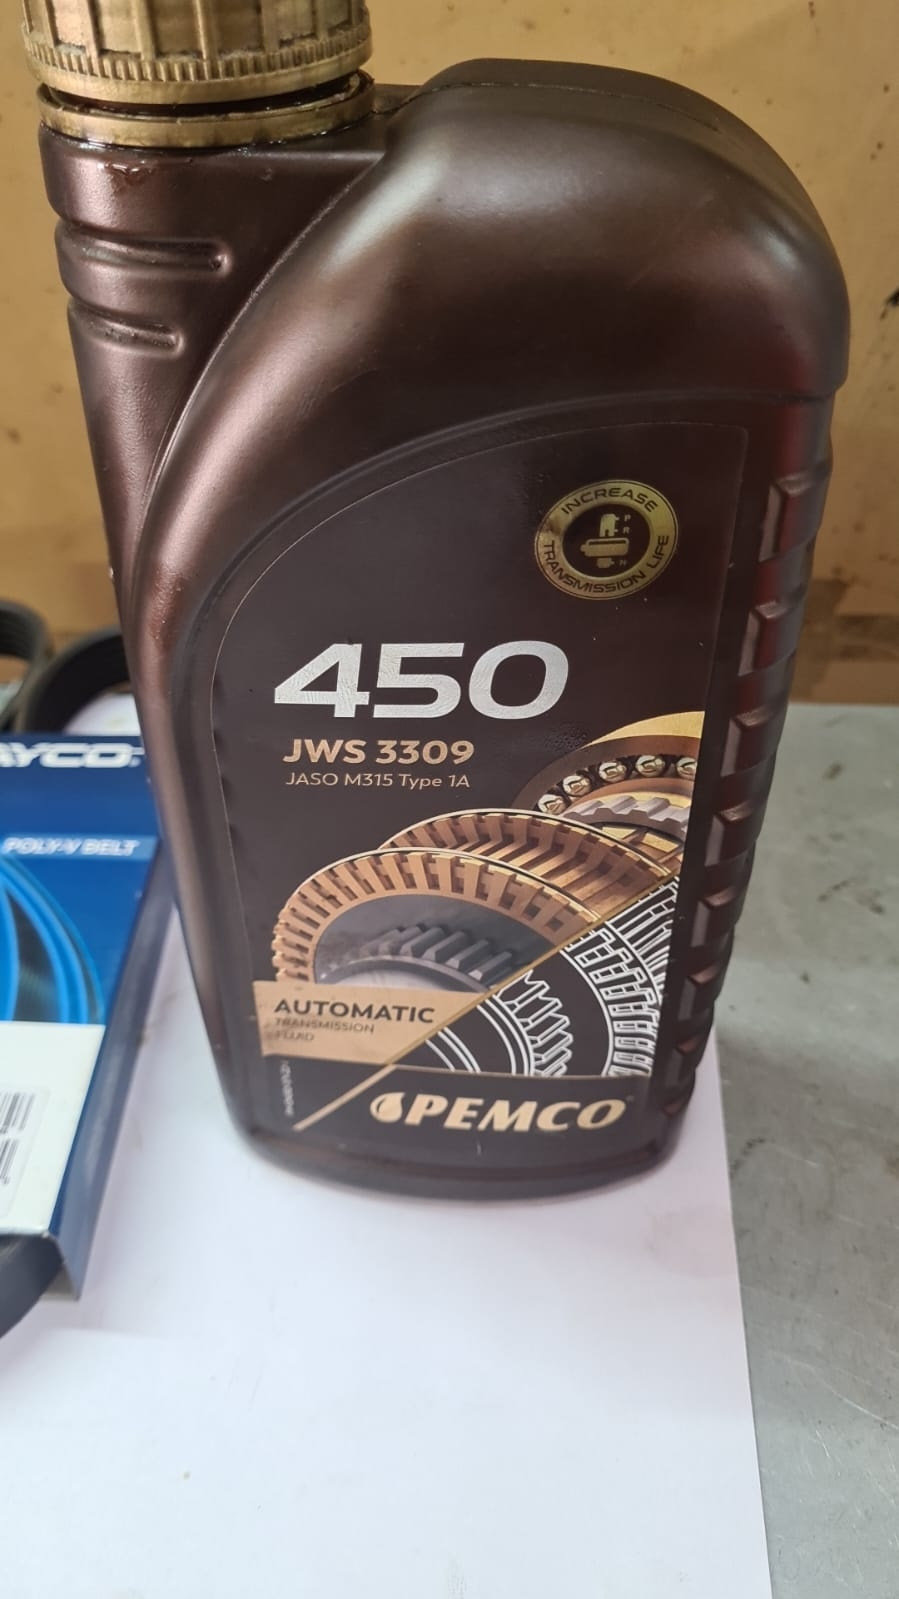 INCREASE
TRANSMISSION LIFE
P
R
N
450
JWS 3309
JASO M315 Type 1A
AYCO
POLY-V BELT
AUTOMATIC
TRANSMISSION
FLUID
PEMCO